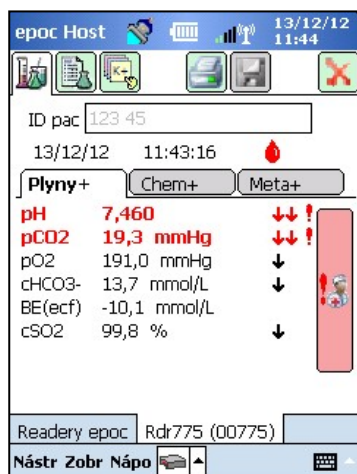 epoc Host 13/12/12 11:44
K+
ID pac 123 45
13/12/12 11:43:16
Plyny+ Chem+ Meta+
pH 7,460 ↓↓ !
pCO2 19,3 mmHg ↓↓ !
pO2 191,0 mmHg ↓
cHCO3- 13,7 mmol/L ↓
BE(ecf) -10,1 mmol/L
cSO2 99,8 % ↓
Readery epoc Rdr775 (00775)
Nástr Zobr Nápo